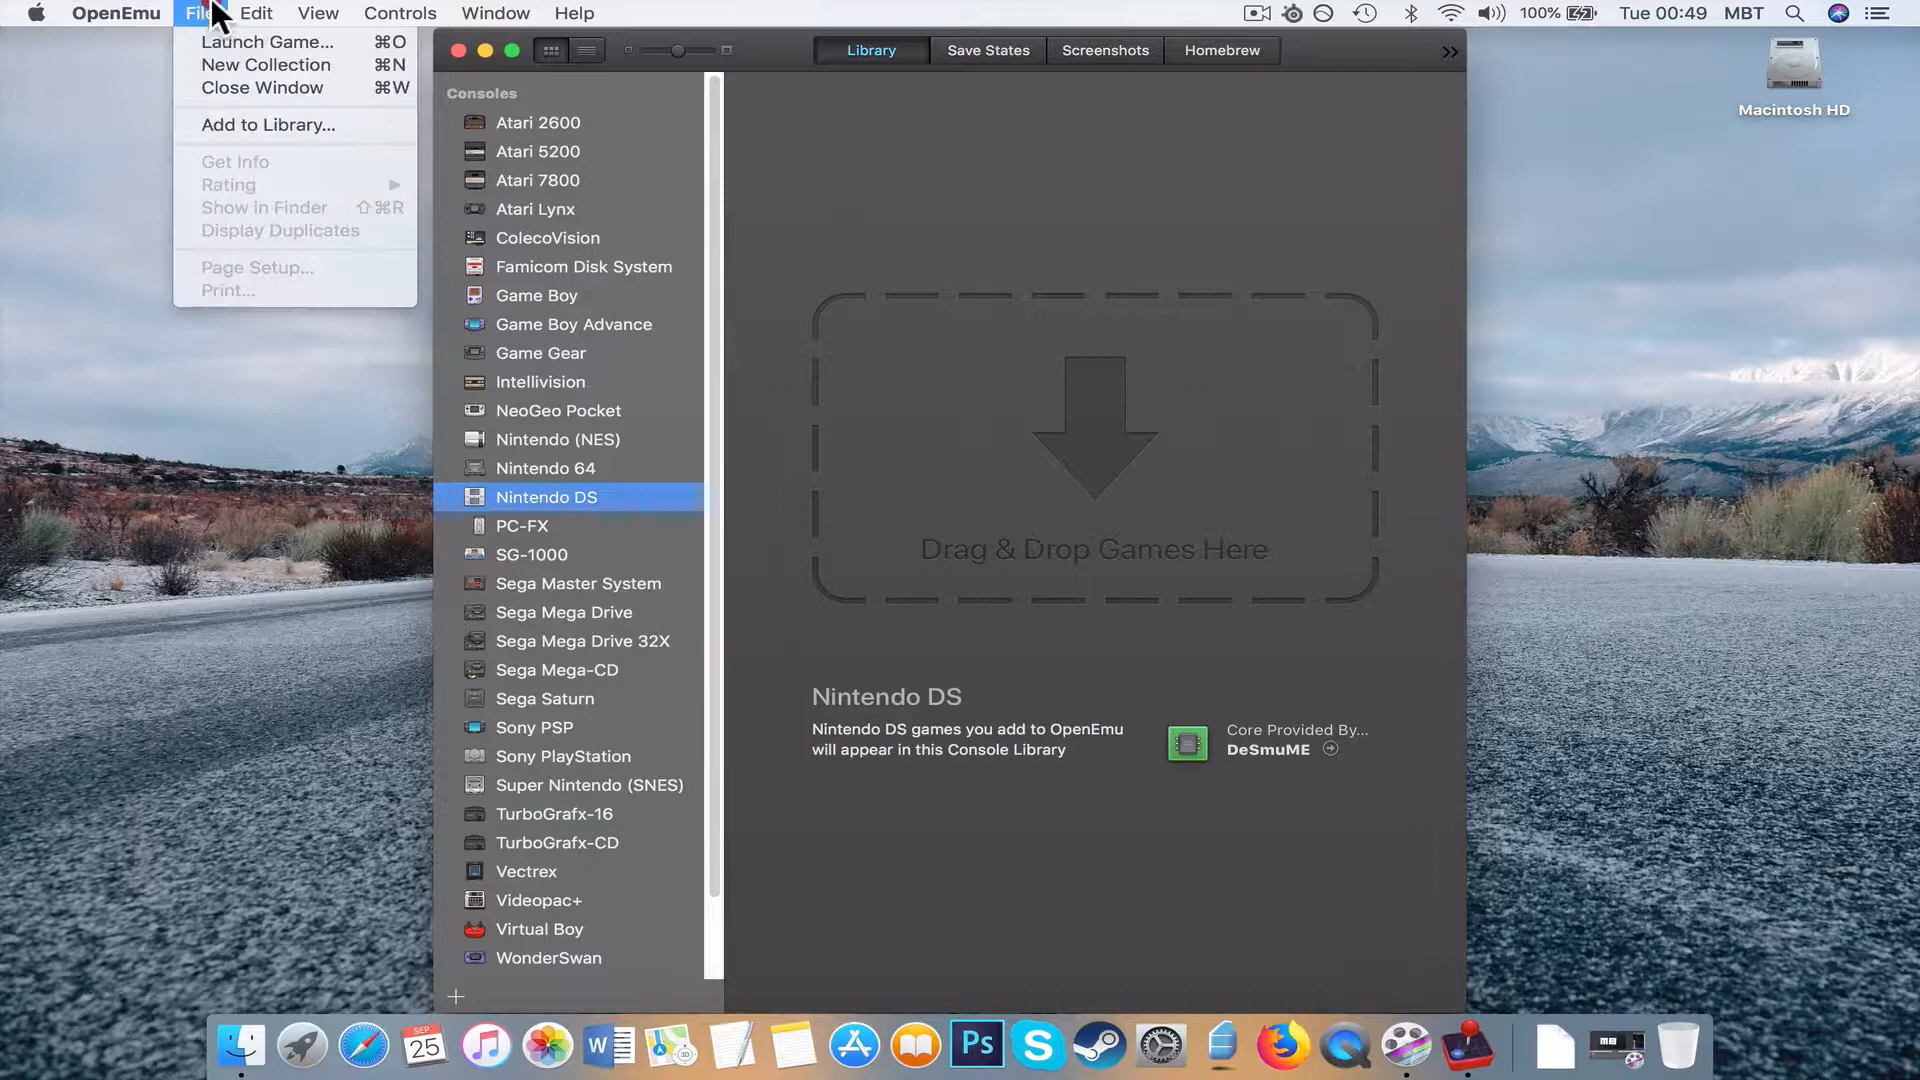 OpenEmu File Edit View Controls Window Help
100% Tue 00:49 MBT
Launch Game... ⌘O
New Collection ⌘N
Close Window ⌘W
Add to Library...
Get Info
Rating
Show in Finder ⇧⌘R
Display Duplicates
Page Setup...
Print...
Library Save States Screenshots Homebrew
Macintosh HD
Consoles
Atari 2600
Atari 5200
Atari 7800
Atari Lynx
ColecoVision
Famicom Disk System
Game Boy
Game Boy Advance
Game Gear
Intellivision
NeoGeo Pocket
Nintendo (NES)
Nintendo 64
Nintendo DS
PC-FX
SG-1000
Sega Master System
Sega Mega Drive
Sega Mega Drive 32X
Sega Mega-CD
Sega Saturn
Sony PSP
Sony PlayStation
Super Nintendo (SNES)
TurboGrafx-16
TurboGrafx-CD
Vectrex
Videopac+
Virtual Boy
WonderSwan
Drag & Drop Games Here
Nintendo DS
Nintendo DS games you add to OpenEmu
will appear in this Console Library
Core Provided By...
DeSmuME
SEP
25
W
3D
Ps
S